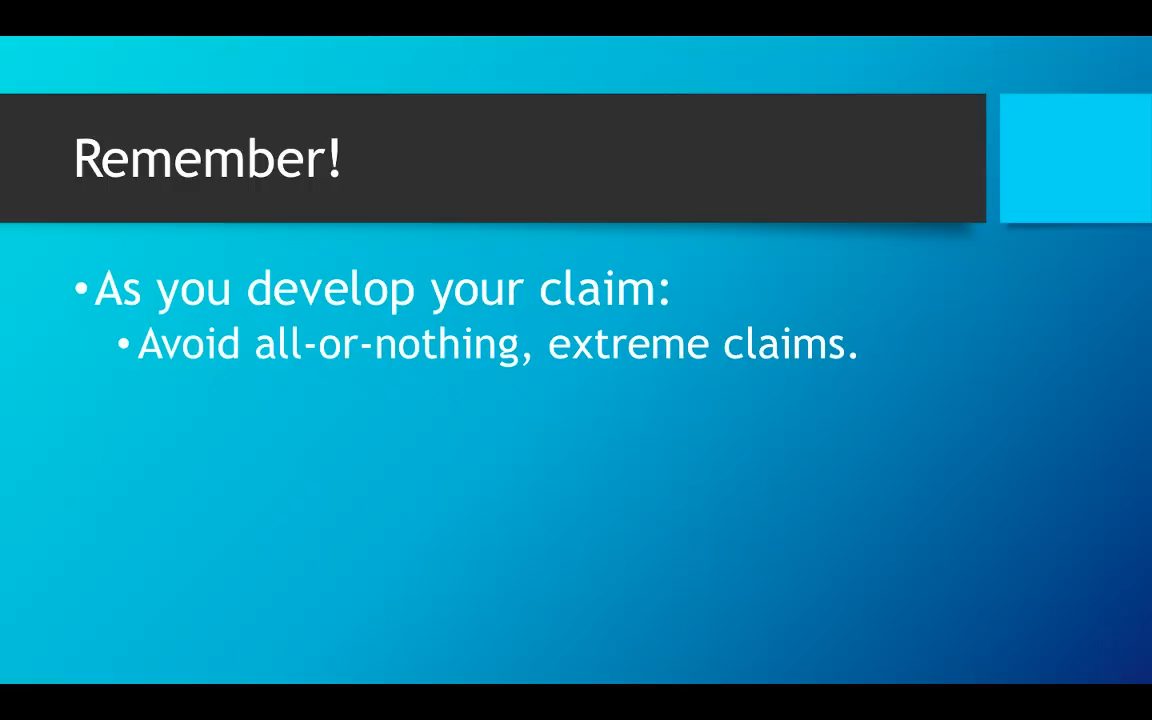 Remember!
•As you develop your claim:
•Avoid all-or-nothing, extreme claims.